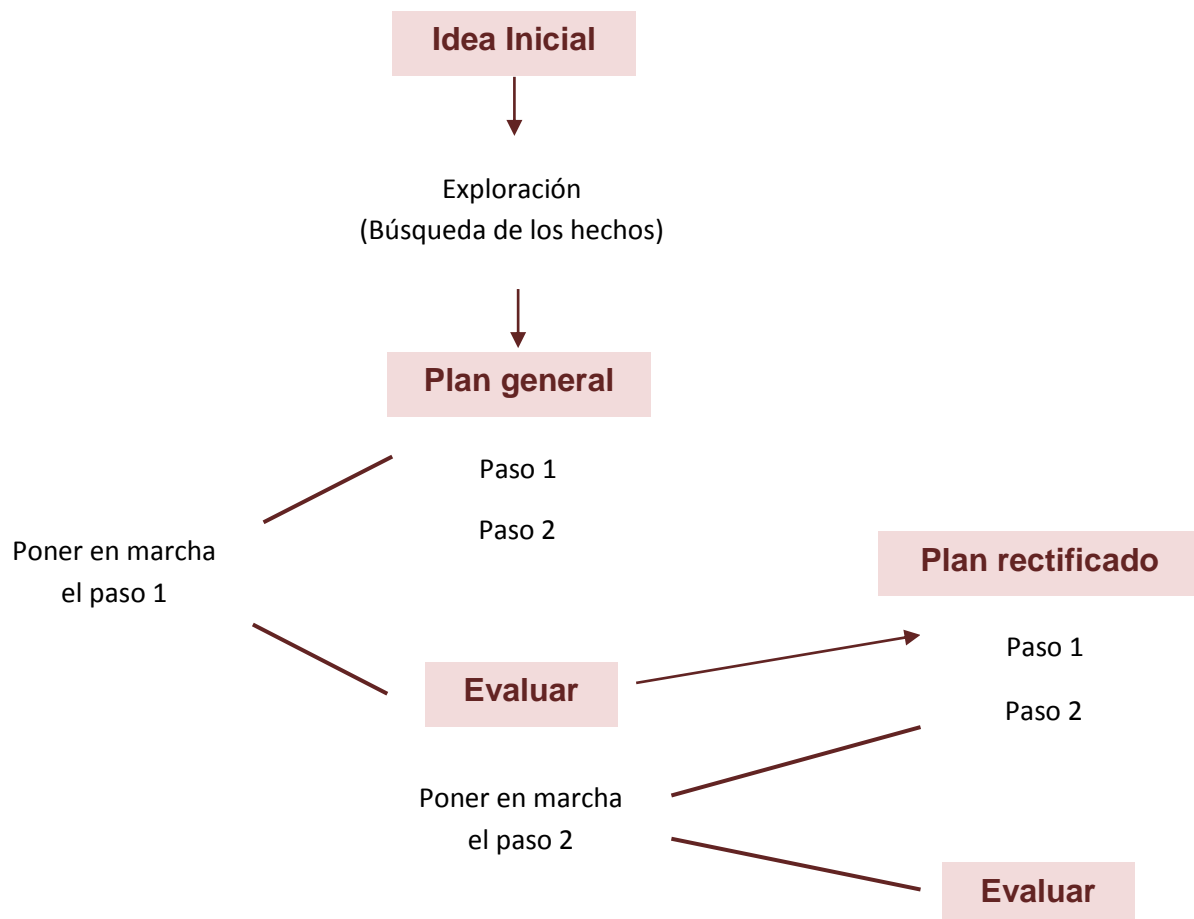 Idea Inicial
Exploración
(Búsqueda de los hechos)
Plan general
Paso 1
Paso 2
Poner en marcha
el paso 1
Evaluar
Plan rectificado
Paso 1
Paso 2
Poner en marcha
el paso 2
Evaluar